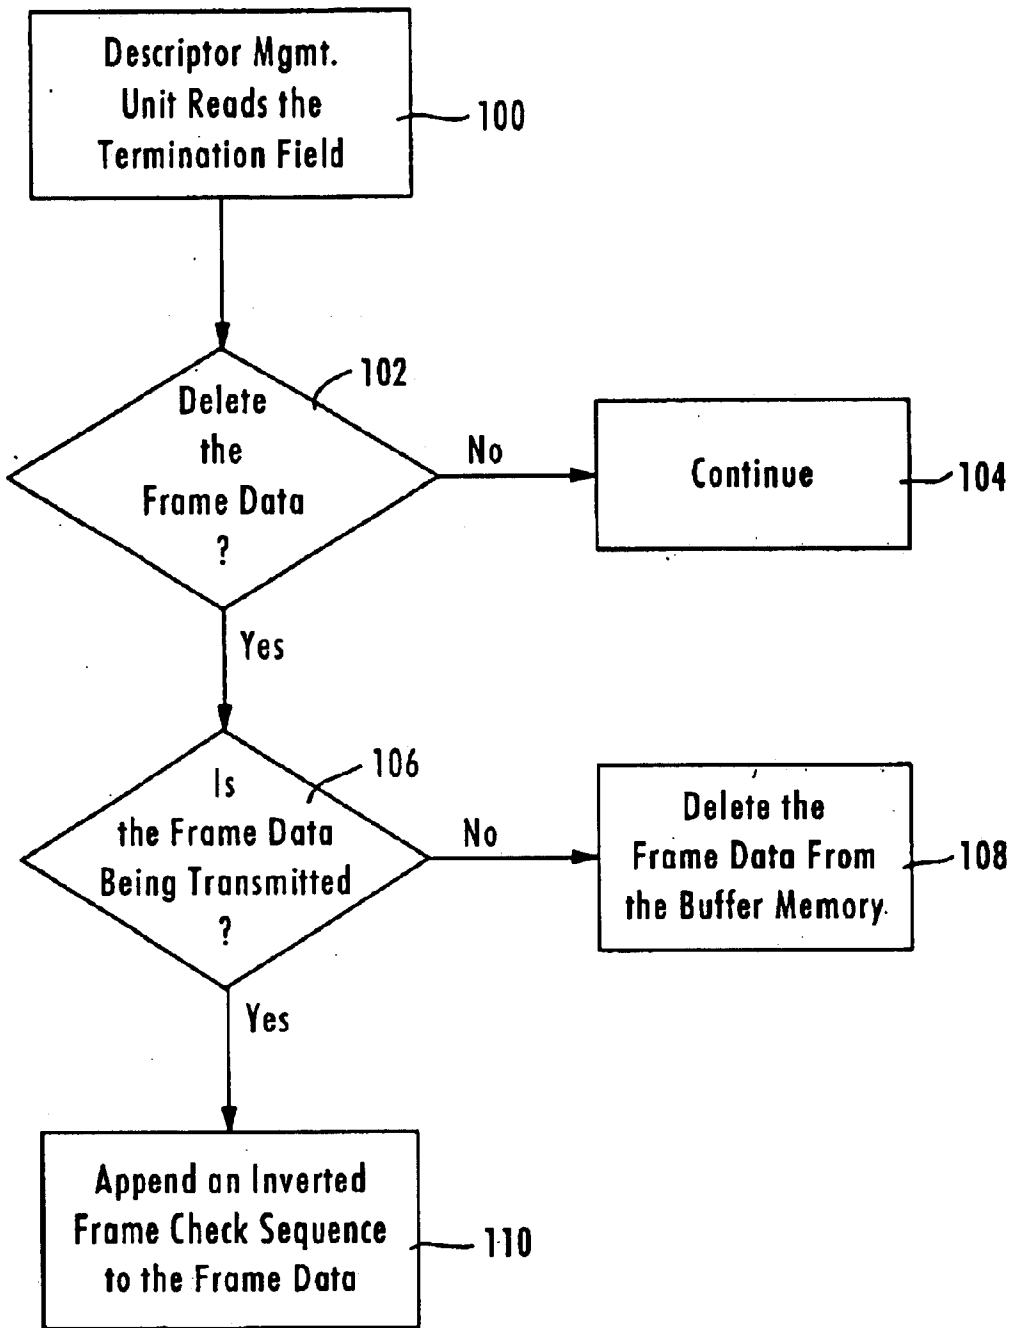 Descriptor Mgmt.
Unit Reads the
Termination Field
100
102
Delete
the
Frame Data
?
No
Continue
104
Yes
106
Is
the Frame Data
Being Transmitted
?
No
Delete the
Frame Data From
the Buffer Memory
108
Yes
Append an Inverted
Frame Check Sequence
to the Frame Data
110